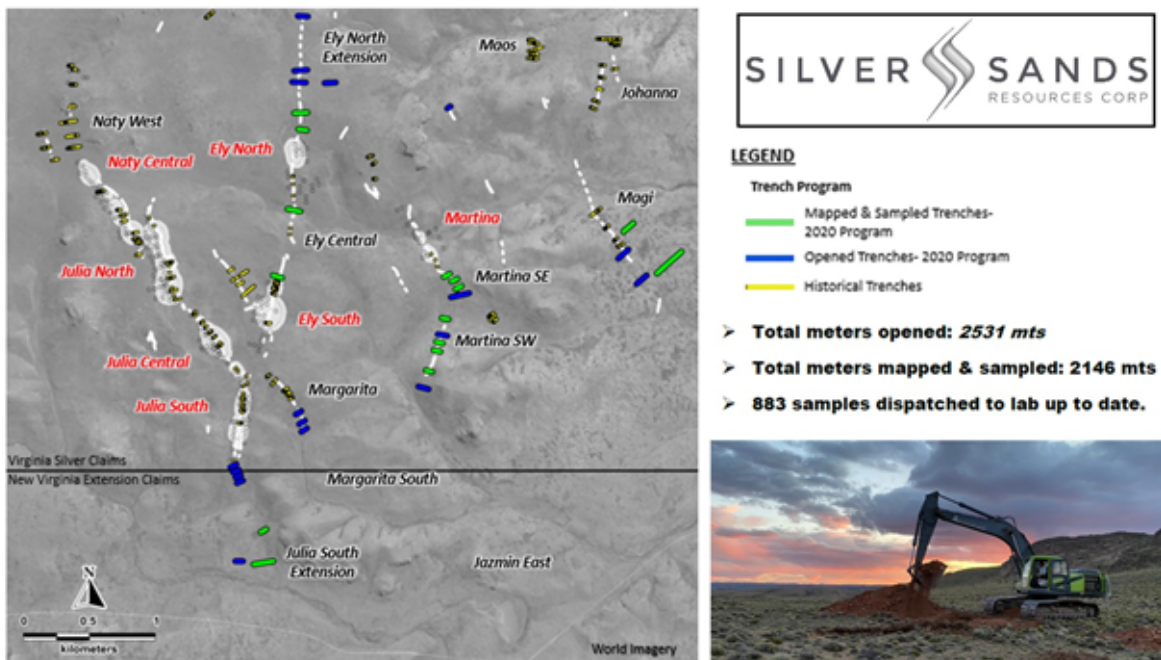 Ely North
Extension
Maos
Johanna
Naty West
Ely North
Naty Central
Magi
Martina
Ely Central
Julia North
Martina SE
Ely South
Martina SW
Julia Central
Margarita
Julia South
Virginia Silver Claims
New Virginia Extension Claims
Margarita South
Julia South
Extension
Jazmin East
N
0 0.5 1
kilometers
World Imagery
SILVER SANDS
RESOURCES CORP
LEGEND
Trench Program
Mapped & Sampled Trenches-
2020 Program
Opened Trenches- 2020 Program
Historical Trenches
➢ Total meters opened: 2531 mts
➢ Total meters mapped & sampled: 2146 mts
➢ 883 samples dispatched to lab up to date.